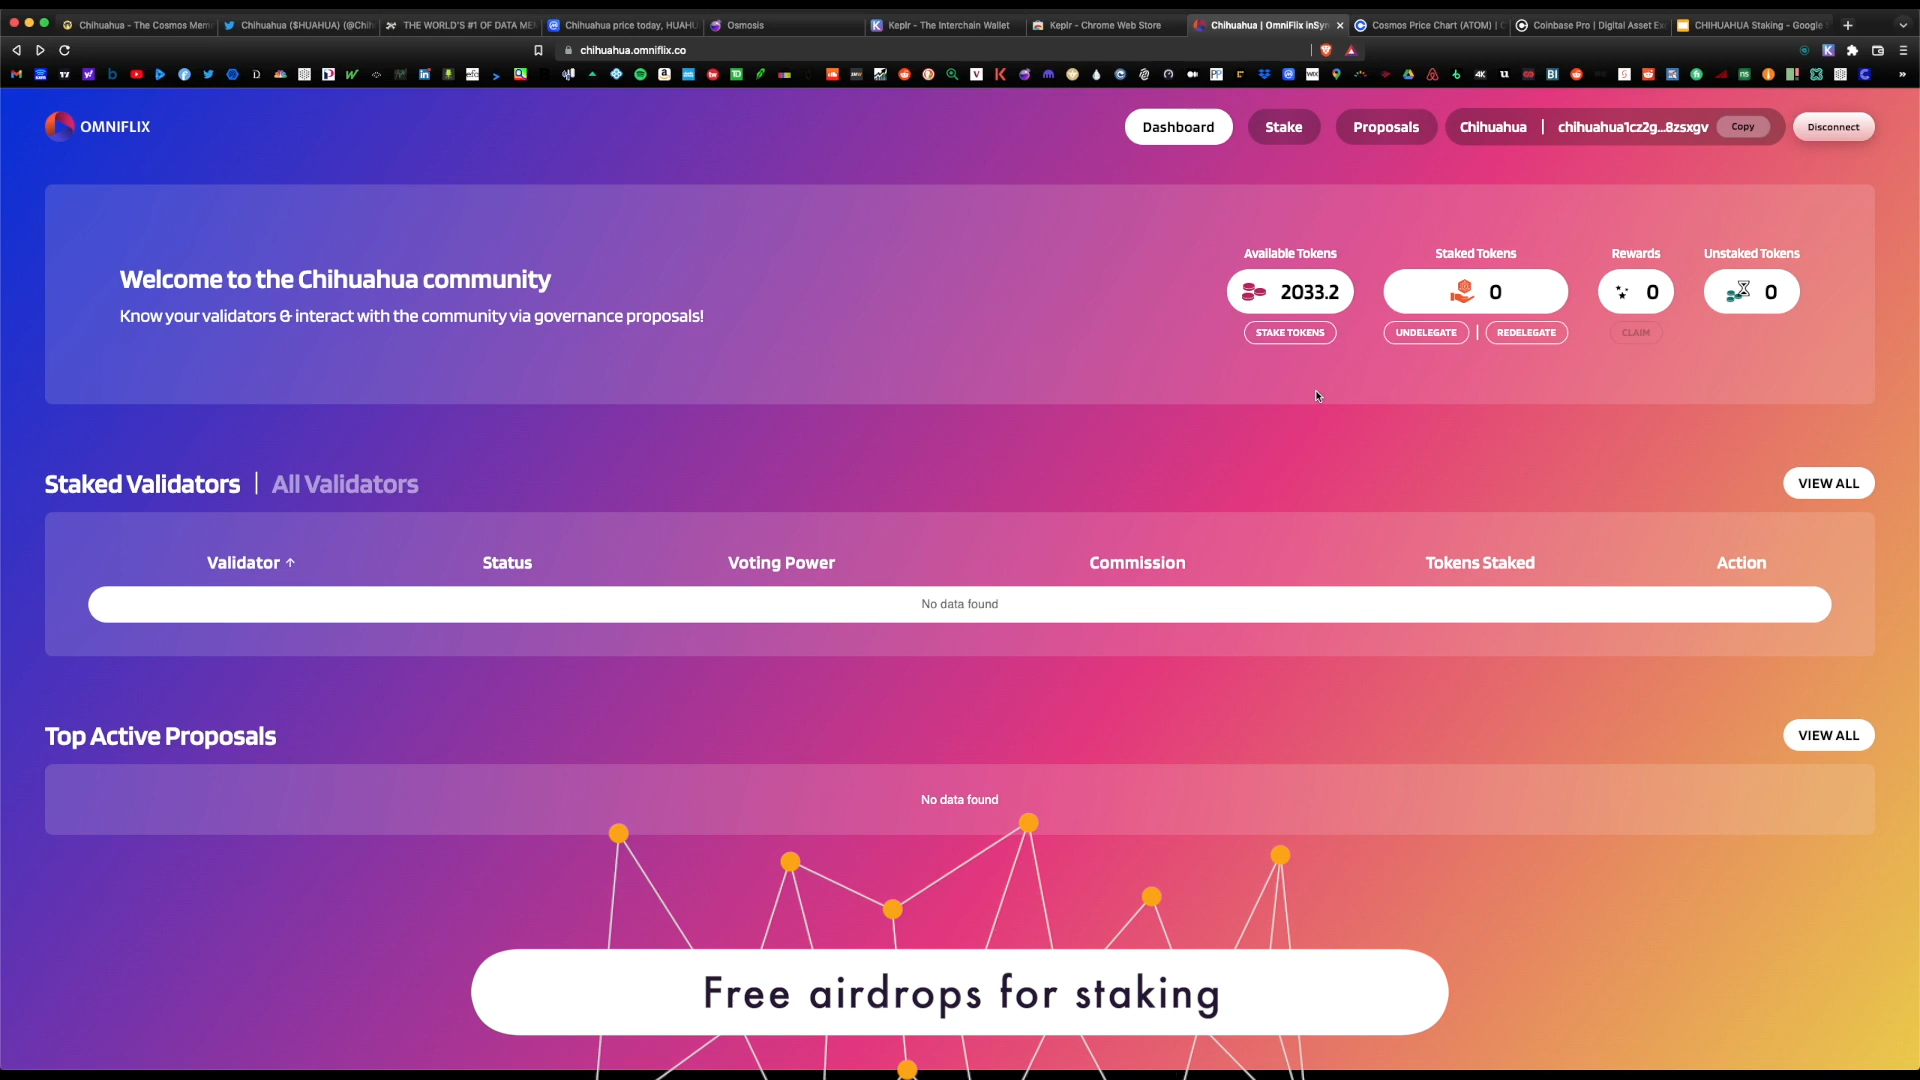 Chihuahua - The Cosmos Mem
Chihuahua ($HUAHUA) (@Chih
THE WORLD'S #1 OF DATA ME
Chihuahua price today, HUAHU
Osmosis
Keplr - The Interchain Wallet
Keplr - Chrome Web Store
Chihuahua | OmniFlix inSyn
Cosmos Price Chart (ATOM) |
Coinbase Pro | Digital Asset Ex
CHIHUAHUA Staking - Google
chihuahua.omniflix.co
OMNIFLIX
Dashboard
Stake
Proposals
Chihuahua | chihuahua1cz2g...8zsxgv
Copy
Disconnect
Welcome to the Chihuahua community
Know your validators & interact with the community via governance proposals!
Available Tokens
2033.2
STAKE TOKENS
Staked Tokens
0
UNDELEGATE | REDELEGATE
Rewards
0
CLAIM
Unstaked Tokens
0
Staked Validators | All Validators
VIEW ALL
Validator ↑ Status Voting Power Commission Tokens Staked Action
No data found
Top Active Proposals
VIEW ALL
No data found
Free airdrops for staking